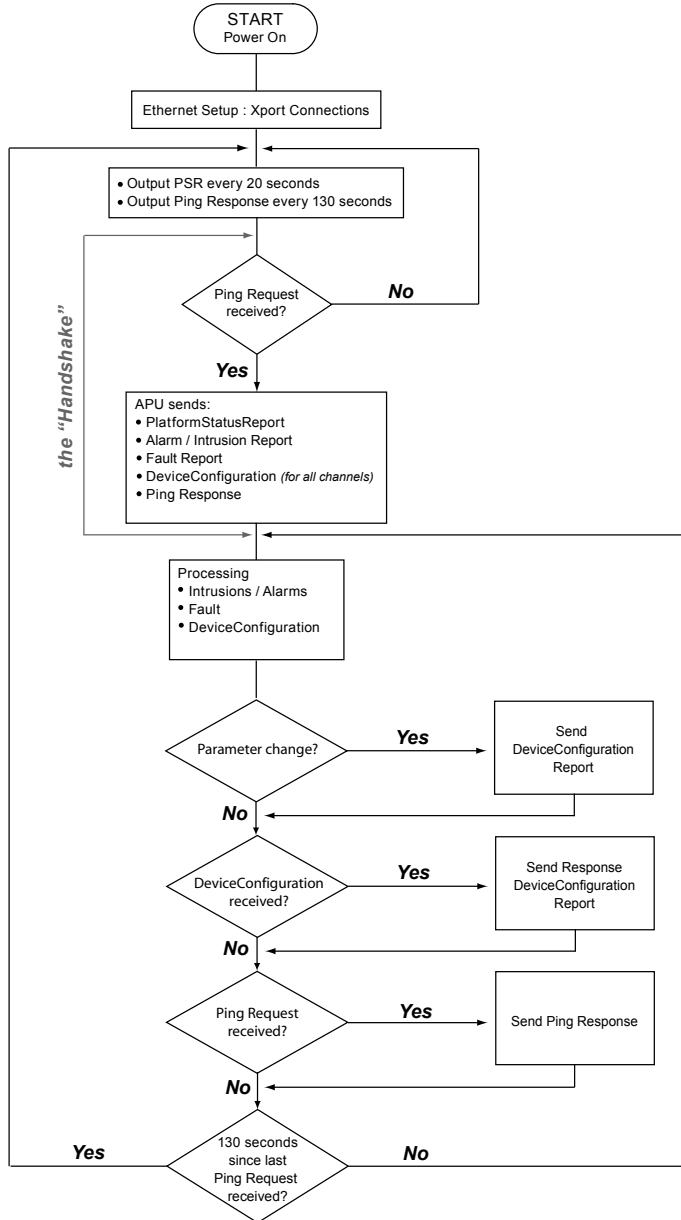 START
Power On
Ethernet Setup : Xport Connections
• Output PSR every 20 seconds
• Output Ping Response every 130 seconds
the “Handshake”
Ping Request
received?
No
Yes
APU sends:
• PlatformStatusReport
• Alarm / Intrusion Report
• Fault Report
• DeviceConfiguration (for all channels)
• Ping Response
Processing
• Intrusions / Alarms
• Fault
• DeviceConfiguration
Parameter change?
Yes
Send
DeviceConfiguration
Report
No
DeviceConfiguration
received?
Yes
Send Response
DeviceConfiguration
Report
No
Ping Request
received?
Yes
Send Ping Response
No
130 seconds
since last
Ping Request
received?
Yes
No